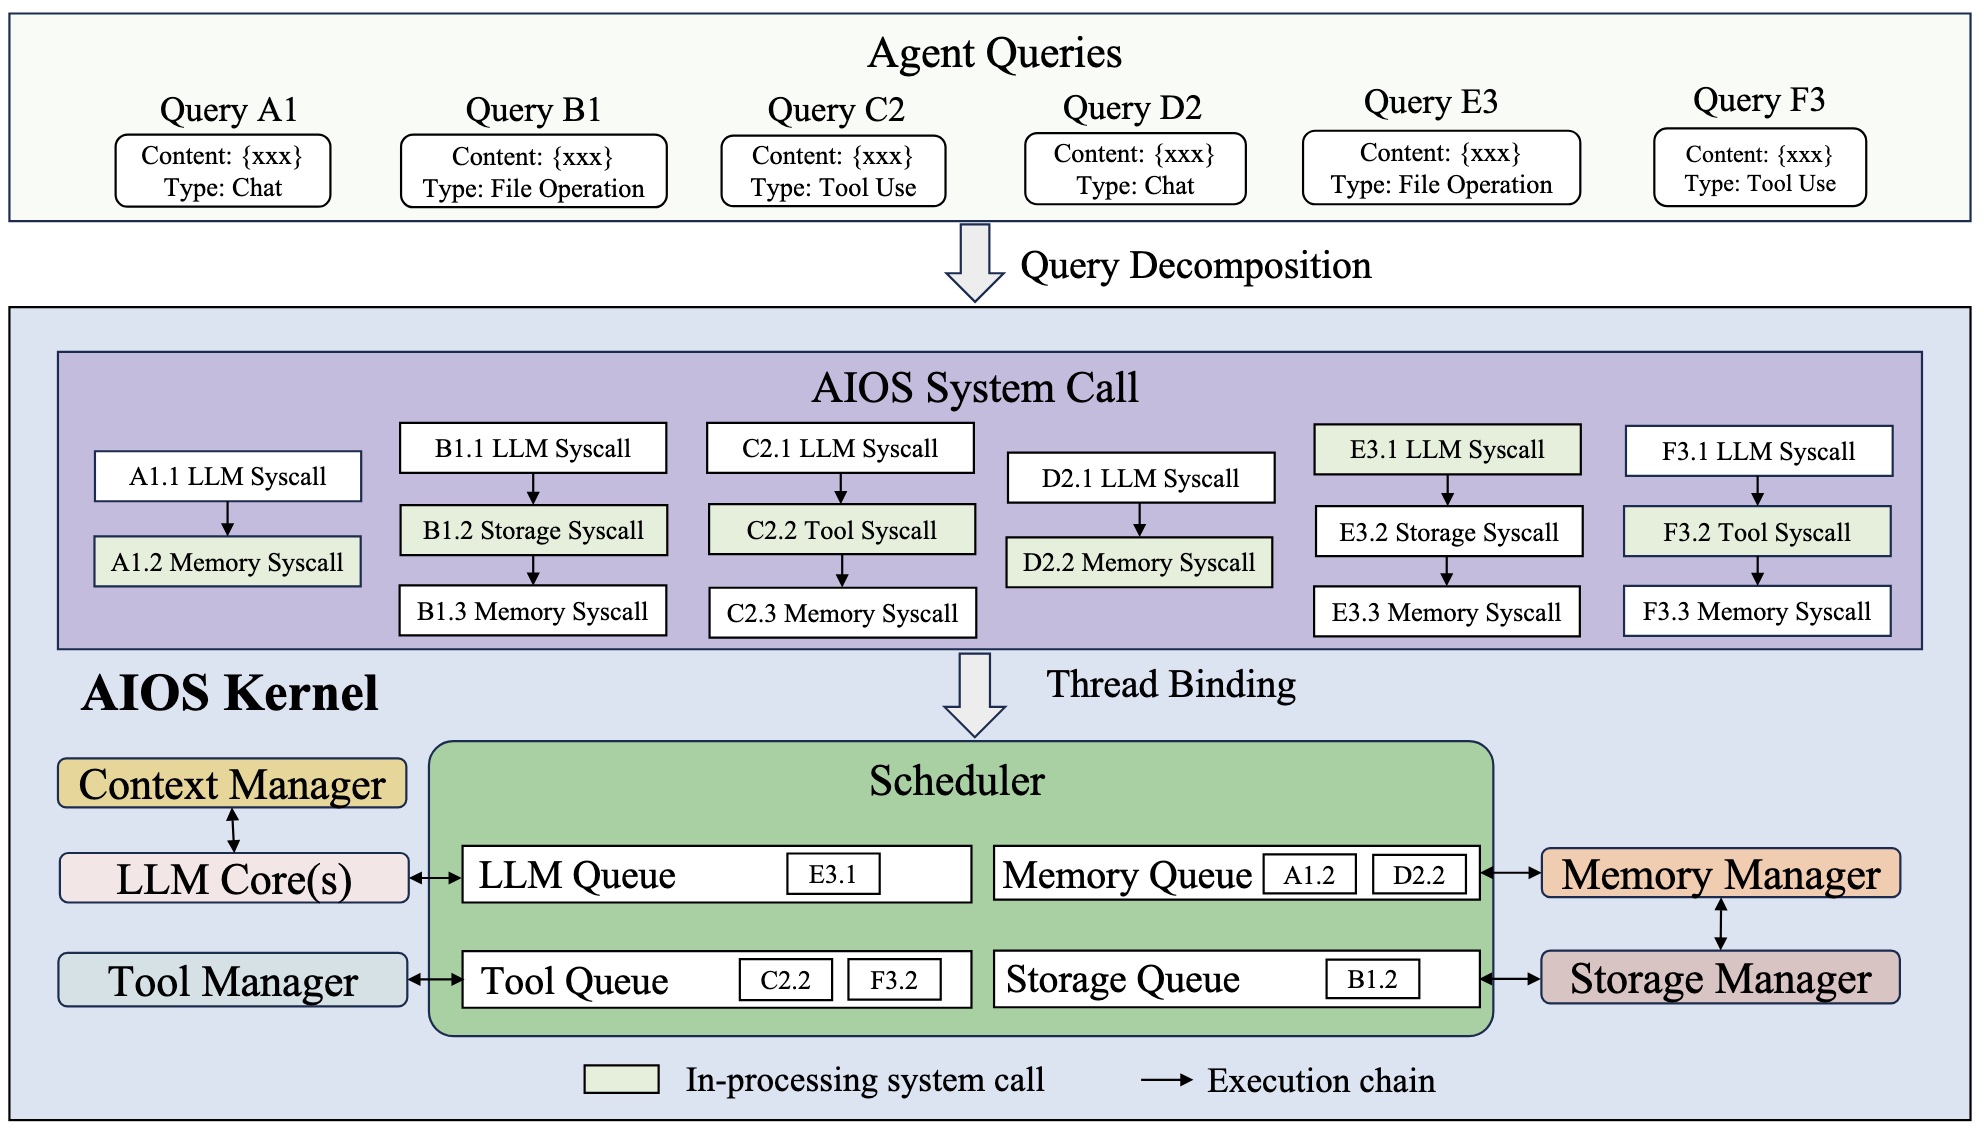 Agent Queries
Query A1
Content: {xxx}
Type: Chat
Query B1
Content: {xxx}
Type: File Operation
Query C2
Content: {xxx}
Type: Tool Use
Query D2
Content: {xxx}
Type: Chat
Query E3
Content: {xxx}
Type: File Operation
Query F3
Content: {xxx}
Type: Tool Use
Query Decomposition
AIOS System Call
A1.1 LLM Syscall
A1.2 Memory Syscall
B1.1 LLM Syscall
B1.2 Storage Syscall
B1.3 Memory Syscall
C2.1 LLM Syscall
C2.2 Tool Syscall
C2.3 Memory Syscall
D2.1 LLM Syscall
D2.2 Memory Syscall
E3.1 LLM Syscall
E3.2 Storage Syscall
E3.3 Memory Syscall
F3.1 LLM Syscall
F3.2 Tool Syscall
F3.3 Memory Syscall
AIOS Kernel
Thread Binding
Context Manager
LLM Core(s)
Tool Manager
Scheduler
LLM Queue
E3.1
Memory Queue
A1.2
D2.2
Tool Queue
C2.2
F3.2
Storage Queue
B1.2
Memory Manager
Storage Manager
In-processing system call
Execution chain